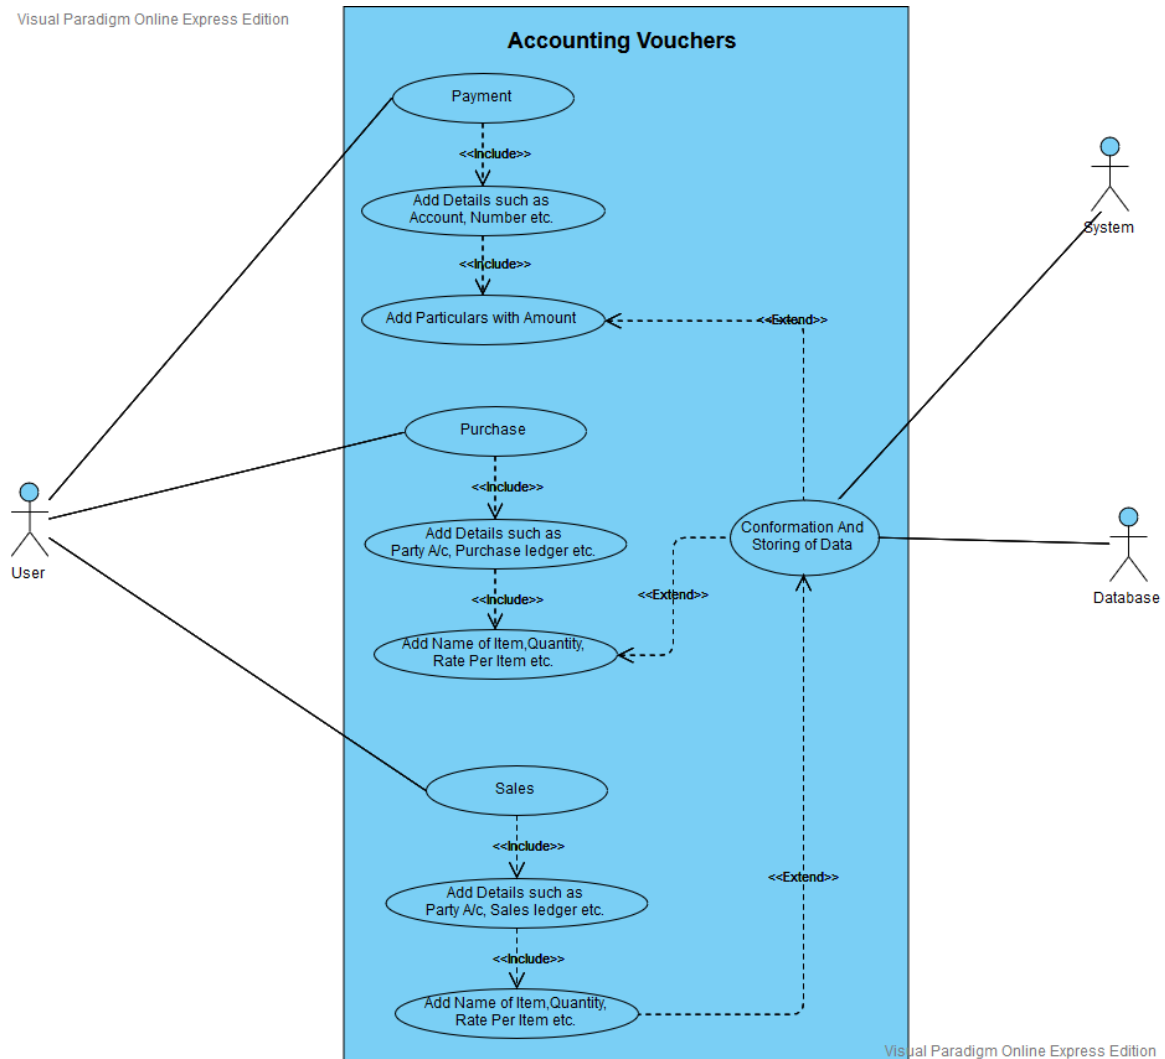 Visual Paradigm Online Express Edition
Accounting Vouchers
Payment
<<Include>>
Add Details such as
Account, Number etc.
<<Include>>
Add Particulars with Amount
<<Extend>>
System
Purchase
<<Include>>
Add Details such as
Party A/c, Purchase ledger etc.
<<Include>>
Add Name of Item,Quantity,
Rate Per Item etc.
<<Extend>>
Conformation And
Storing of Data
User
Database
Sales
<<Include>>
Add Details such as
Party A/c, Sales ledger etc.
<<Include>>
Add Name of Item,Quantity,
Rate Per Item etc.
<<Extend>>
Visual Paradigm Online Express Edition